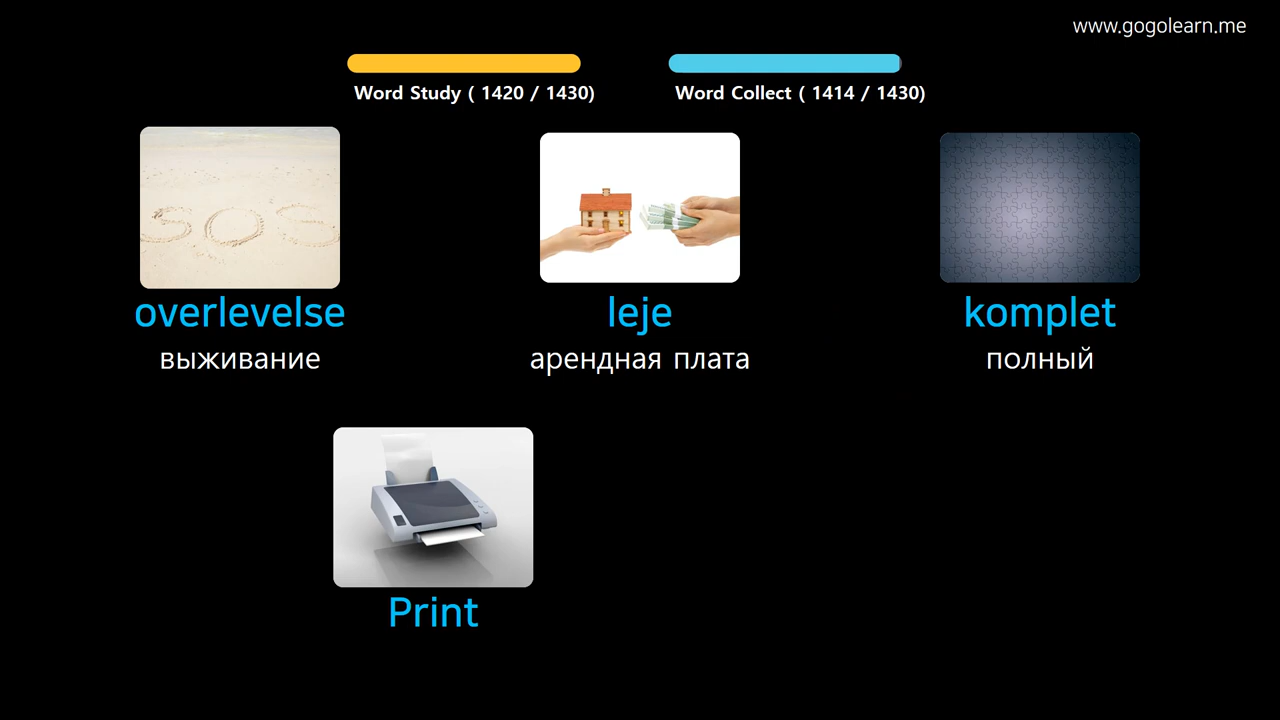 www.gogolearn.me
Word Study ( 1420 / 1430)
Word Collect ( 1414 / 1430)
SOS
overlevelse
leje
komplet
выживание
арендная плата
полный
Print